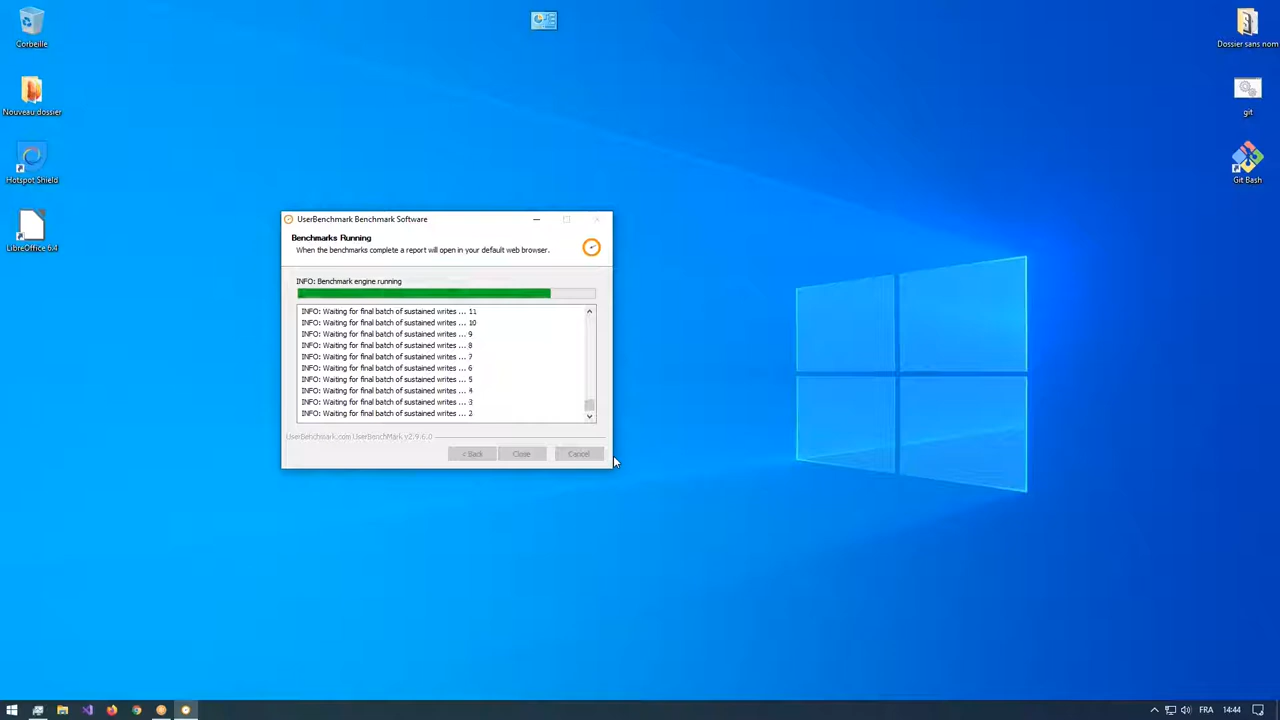 Corbeille
Nouveau dossier
Hotspot Shield
LibreOffice 6.4
Dossier sans nom
git
Git Bash
UserBenchmark Benchmark Software
Benchmarks Running
When the benchmarks complete a report will open in your default web browser.
INFO: Benchmark engine running
INFO: Waiting for final batch of sustained writes ... 11
INFO: Waiting for final batch of sustained writes ... 10
INFO: Waiting for final batch of sustained writes ... 9
INFO: Waiting for final batch of sustained writes ... 8
INFO: Waiting for final batch of sustained writes ... 7
INFO: Waiting for final batch of sustained writes ... 6
INFO: Waiting for final batch of sustained writes ... 5
INFO: Waiting for final batch of sustained writes ... 4
INFO: Waiting for final batch of sustained writes ... 3
INFO: Waiting for final batch of sustained writes ... 2
UserBenchmark.com UserBenchMark v2.9.6.0
< Back Close Cancel
FRA 14:44